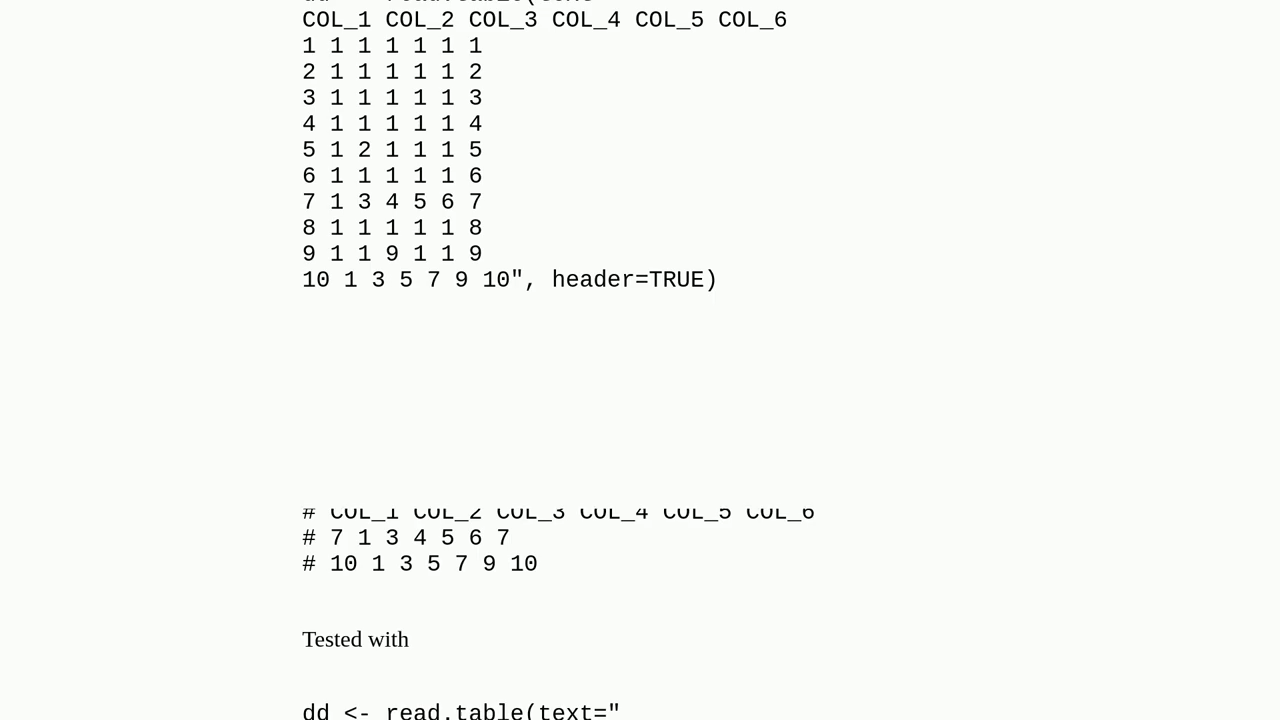 COL_1 COL_2 COL_3 COL_4 COL_5 COL_6
1 1 1 1 1 1 1
2 1 1 1 1 1 2
3 1 1 1 1 1 3
4 1 1 1 1 1 4
5 1 2 1 1 1 5
6 1 1 1 1 1 6
7 1 3 4 5 6 7
8 1 1 1 1 1 8
9 1 1 9 1 1 9
10 1 3 5 7 9 10", header=TRUE)
# COL_1 COL_2 COL_3 COL_4 COL_5 COL_6
# 7 1 3 4 5 6 7
# 10 1 3 5 7 9 10
Tested with
dd <- read.table(text="